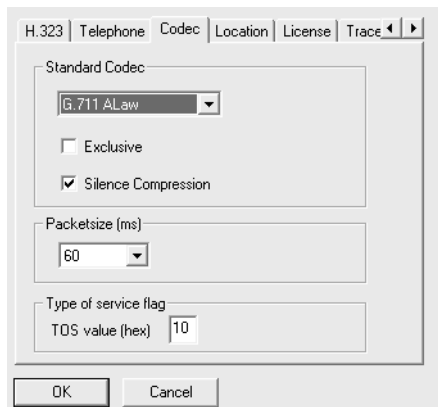 H.323 Telephone Codec Location License Trace
Standard Codec
G.711 ALaw
Exclusive
Silence Compression
Packetsize (ms)
60
Type of service flag
TOS value (hex) 10
OK Cancel